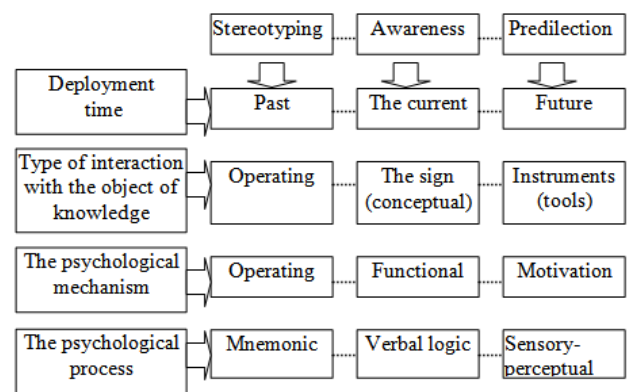 Stereotyping Awareness Predilection
Deployment
time
Past The current Future
Type of interaction
with the object of
knowledge
Operating
The sign
(conceptual)
Instruments
(tools)
The psychological
mechanism
Operating Functional Motivation
The psychological
process
Mnemonic Verbal logic
Sensory-
perceptual